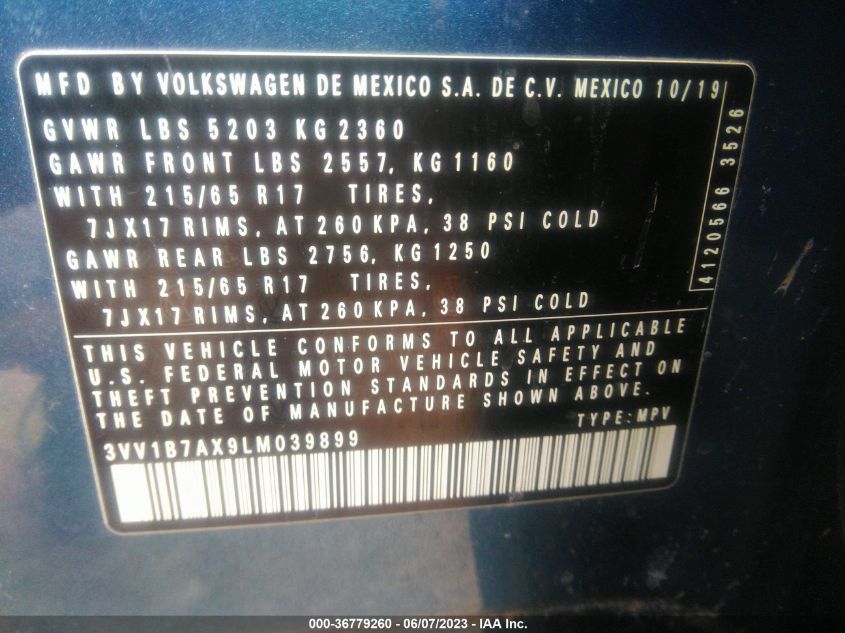 MFD BY VOLKSWAGEN DE MEXICO S.A. DE C.V. MEXICO 10/19
GVWR LBS 5203 KG 2360
GAWR FRONT LBS 2557, KG 1160
WITH 215/65 R17 TIRES,
7JX17 RIMS, AT 260 KPA, 38 PSI COLD
GAWR REAR LBS 2756, KG 1250
WITH 215/65 R17 TIRES,
7JX17 RIMS, AT 260 KPA, 38 PSI COLD
4120566 3526
THIS VEHICLE CONFORMS TO ALL APPLICABLE
U.S. FEDERAL MOTOR VEHICLE SAFETY AND
THEFT PREVENTION STANDARDS IN EFFECT ON
THE DATE OF MANUFACTURE SHOWN ABOVE.
TYPE: MPV
3VV1B7AX9LM039899
000-36779260 - 06/07/2023 - IAA Inc.